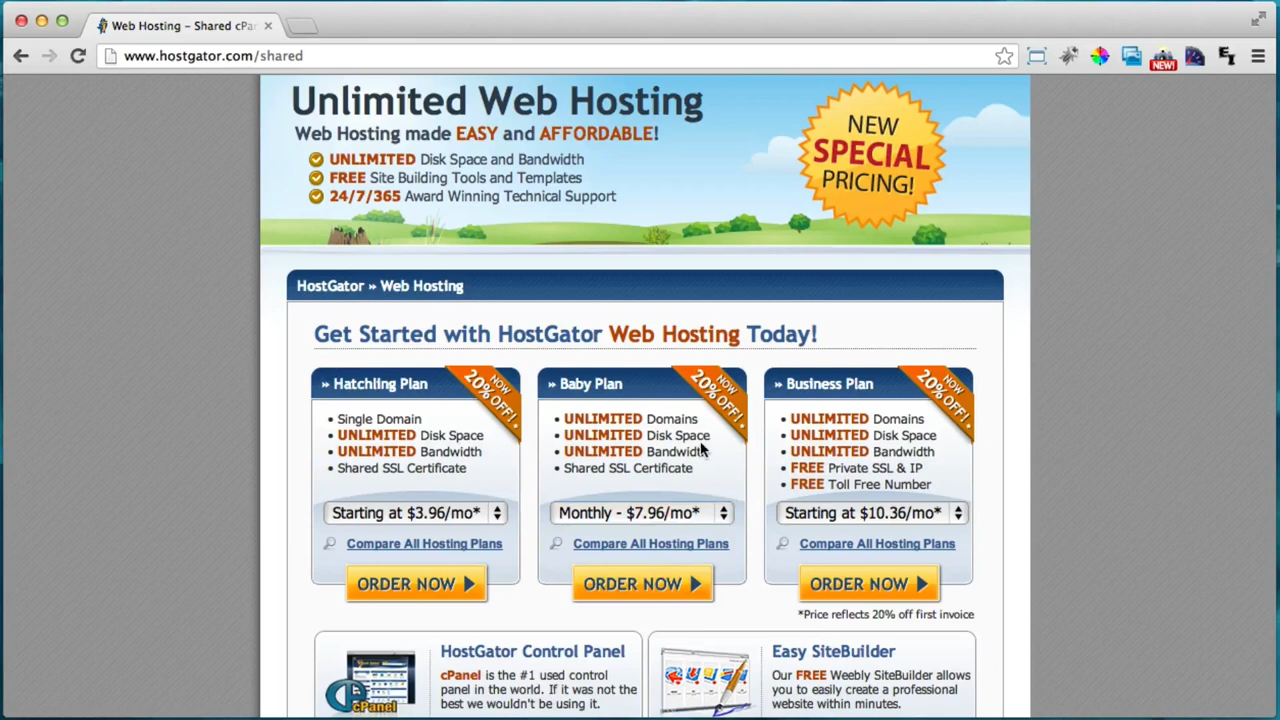 Web Hosting – Shared cPa
www.hostgator.com/shared
NEW!
Unlimited Web Hosting
Web Hosting made EASY and AFFORDABLE!
UNLIMITED Disk Space and Bandwidth
FREE Site Building Tools and Templates
24/7/365 Award Winning Technical Support
NEW
SPECIAL
PRICING!
HostGator » Web Hosting
Get Started with HostGator Web Hosting Today!
» Hatchling Plan
NOW
20% OFF!
• Single Domain
• UNLIMITED Disk Space
• UNLIMITED Bandwidth
• Shared SSL Certificate
Starting at $3.96/mo*
Compare All Hosting Plans
ORDER NOW
» Baby Plan
NOW
20% OFF!
• UNLIMITED Domains
• UNLIMITED Disk Space
• UNLIMITED Bandwidth
• Shared SSL Certificate
Monthly - $7.96/mo*
Compare All Hosting Plans
ORDER NOW
» Business Plan
NOW
20% OFF!
• UNLIMITED Domains
• UNLIMITED Disk Space
• UNLIMITED Bandwidth
• FREE Private SSL & IP
• FREE Toll Free Number
Starting at $10.36/mo*
Compare All Hosting Plans
ORDER NOW
*Price reflects 20% off first invoice
HostGator Control Panel
cPanel is the #1 used control
panel in the world. If it was not the
best we wouldn't be using it.
cPanel
Easy SiteBuilder
Our FREE Weebly SiteBuilder allows
you to easily create a professional
website within minutes.